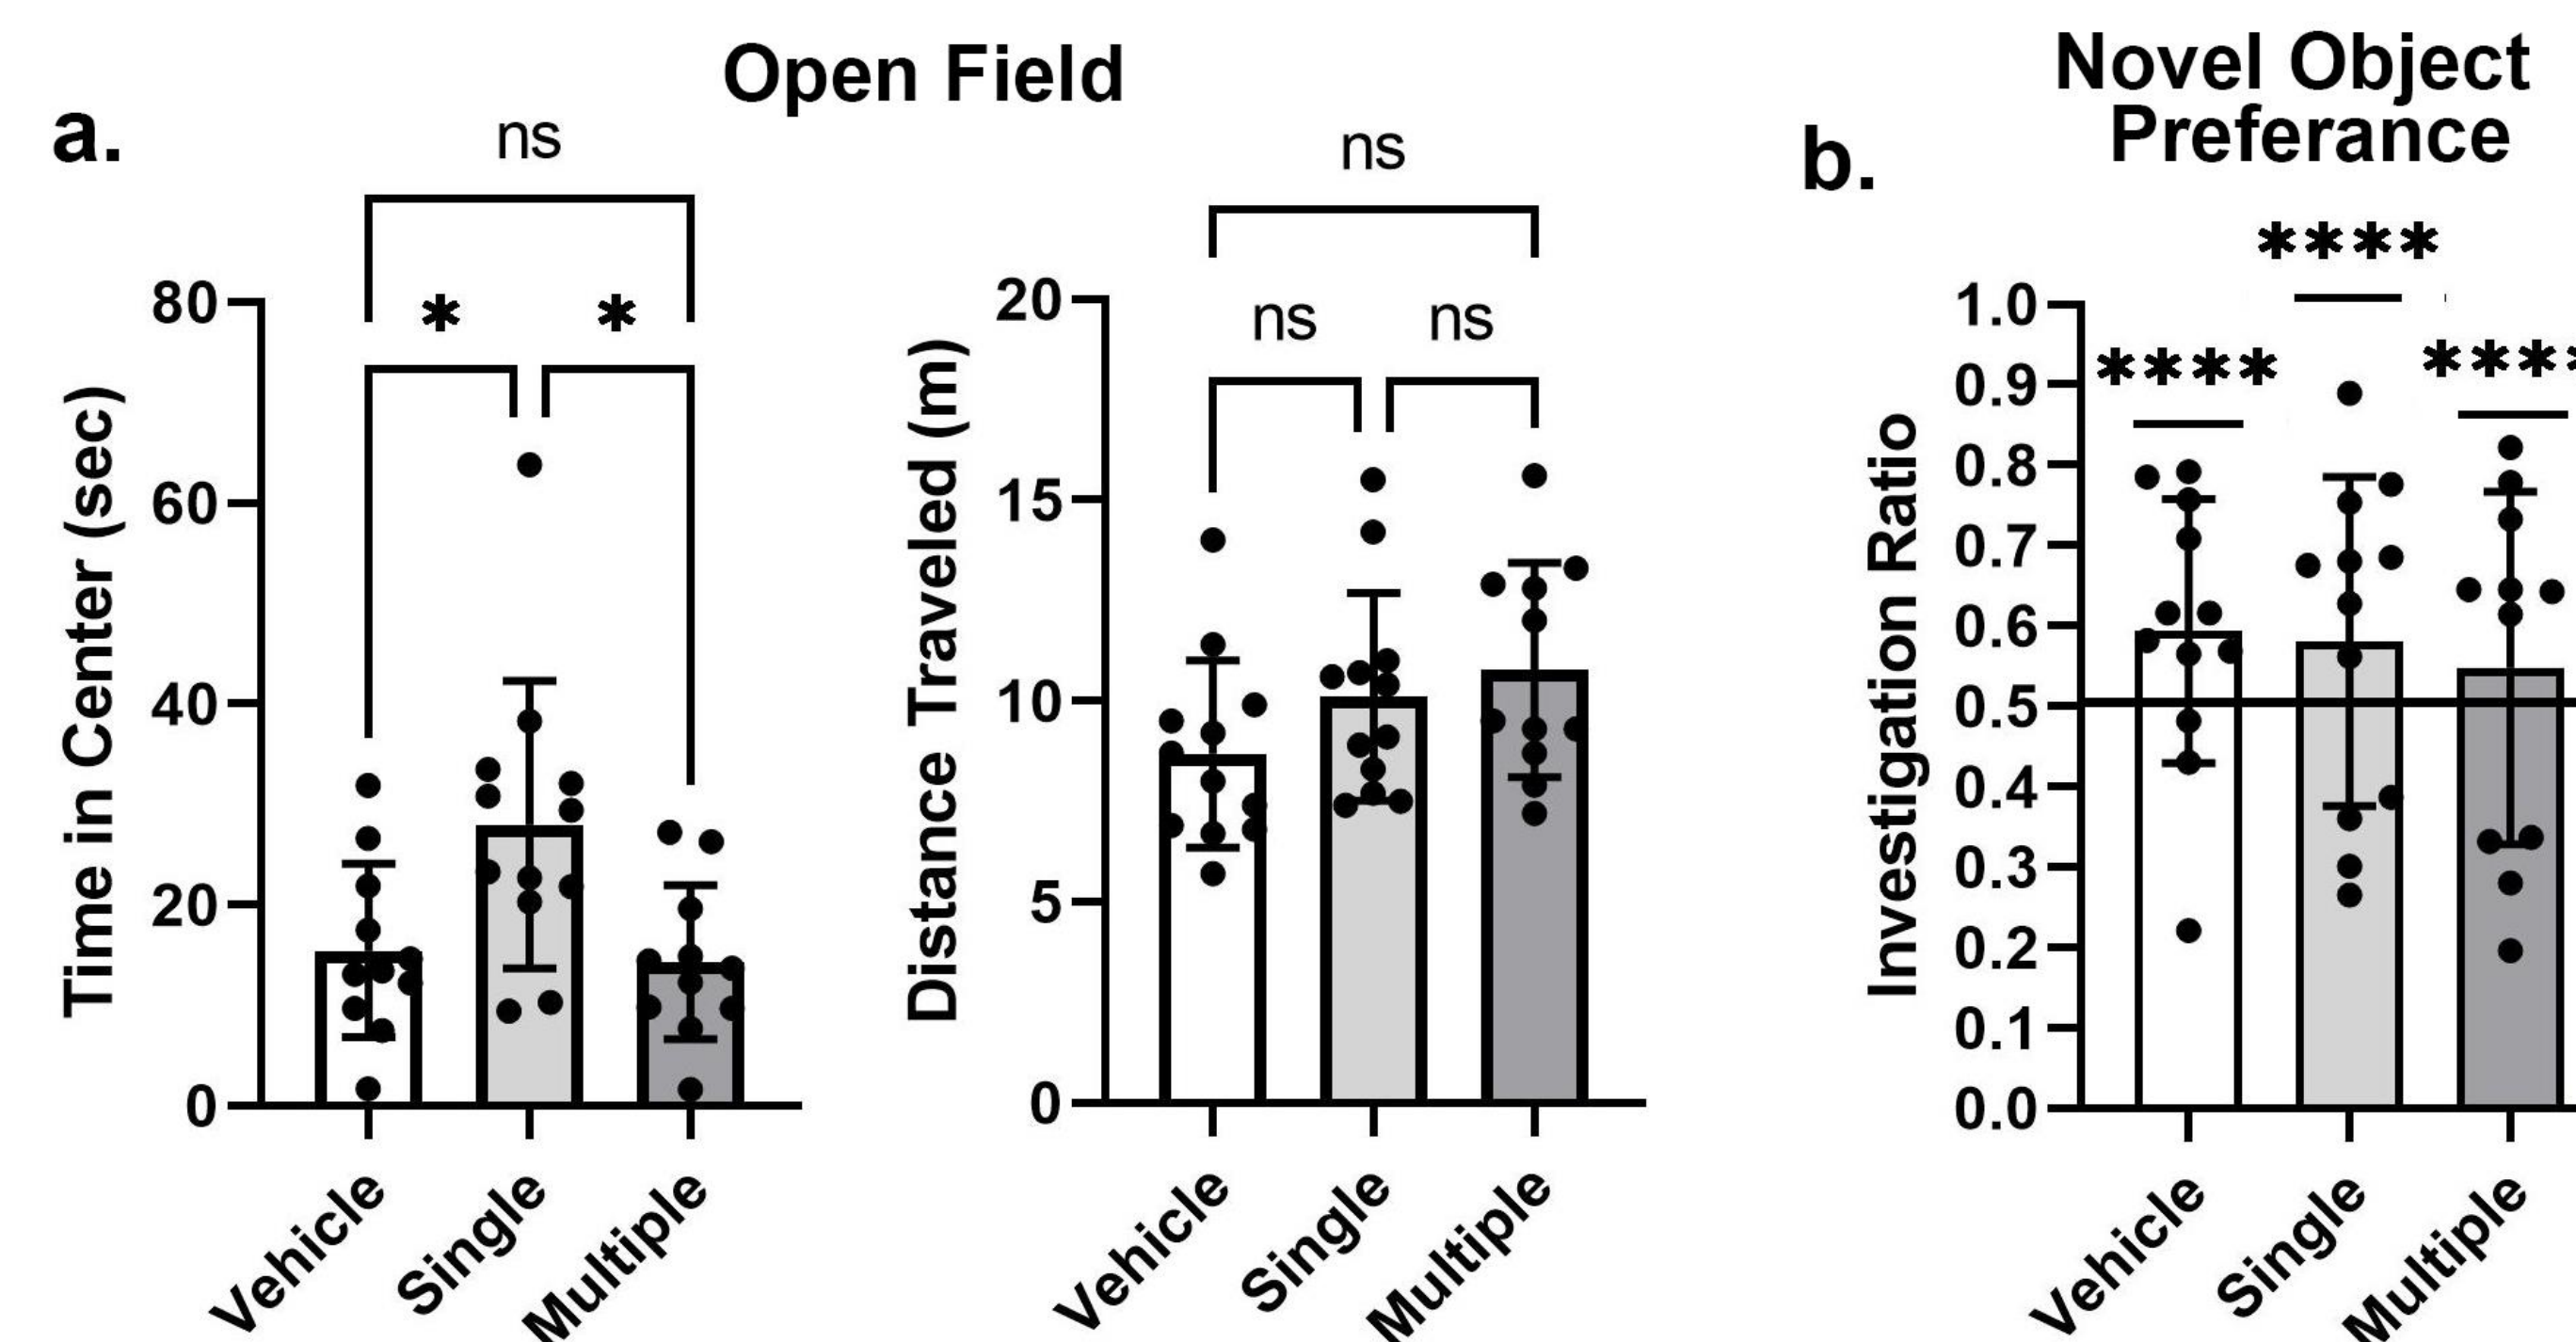 Open Field
a.
ns
*
*
Time in Center (sec)
80
60
40
20
0
Vehicle
Single
Multiple
ns
ns
ns
Distance Traveled (m)
20
15
10
5
0
Vehicle
Single
Multiple
b.
Novel Object
Preferance
****
****
****
Investigation Ratio
1.0
0.9
0.8
0.7
0.6
0.5
0.4
0.3
0.2
0.1
0.0
Vehicle
Single
Multiple